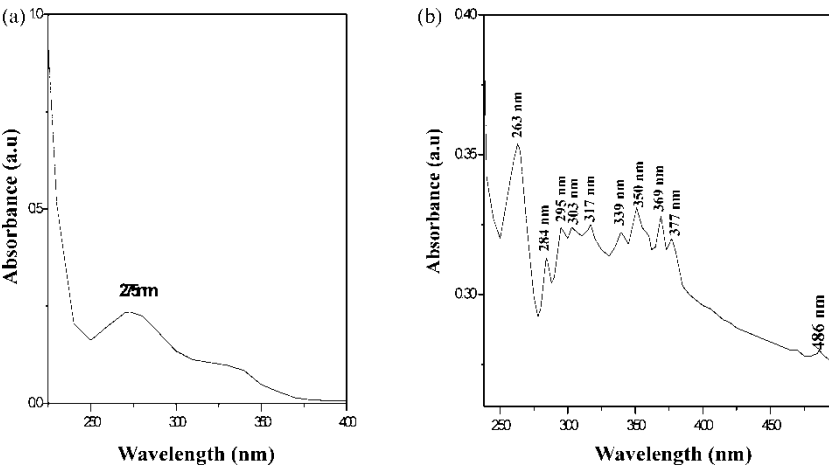 (a)
1.0
0.5
0.0
Absorbance (a.u)
275nm
250
300
350
400
Wavelength (nm)
(b)
0.40
0.35
0.30
Absorbance (a.u)
263 nm
284 nm
295 nm
303 nm
317 nm
339 nm
350 nm
369 nm
377 nm
486 nm
250
300
350
400
450
Wavelength (nm)